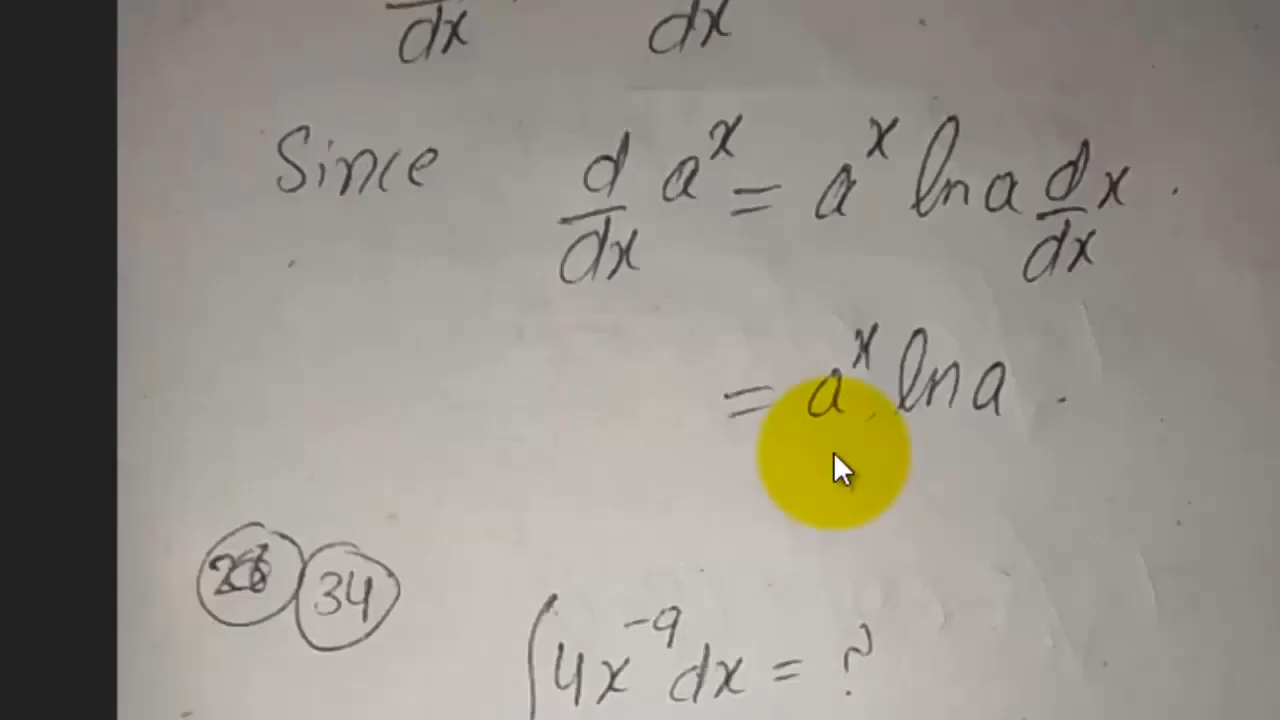 dx dx
Since d/dx a^x = a^x ln a d/dx x .
= a^x ln a .
34
∫4x^-9 dx = ?